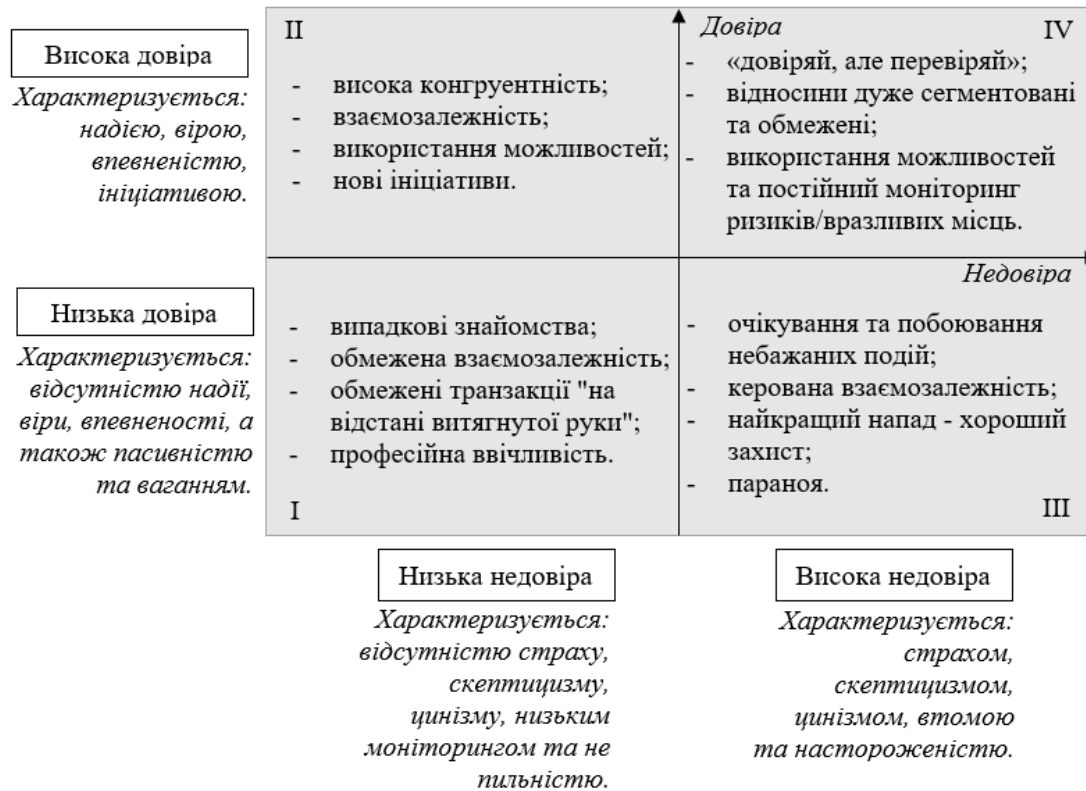 Висока довіра
Характеризується:
надією, вірою,
впевненістю,
ініціативою.
II
- висока конгруентність;
- взаємозалежність;
- використання можливостей;
- нові ініціативи.
Довіра
IV
- «довіряй, але перевіряй»;
- відносини дуже сегментовані
та обмежені;
- використання можливостей
та постійний моніторинг
ризиків/вразливих місць.
Недовіра
Низька довіра
Характеризується:
відсутністю надії,
віри, впевненості, а
також пасивністю
та ваганням.
- випадкові знайомства;
- обмежена взаємозалежність;
- обмежені транзакції "на
відстані витягнутої руки";
- професійна ввічливість.
I
- очікування та побоювання
небажаних подій;
- керована взаємозалежність;
- найкращий напад - хороший
захист;
- параноя.
III
Низька недовіра
Характеризується:
відсутністю страху,
скептицизму,
цинізму, низьким
моніторингом та не
пильністю.
Висока недовіра
Характеризується:
страхом,
скептицизмом,
цинізмом, втомою
та настороженістю.